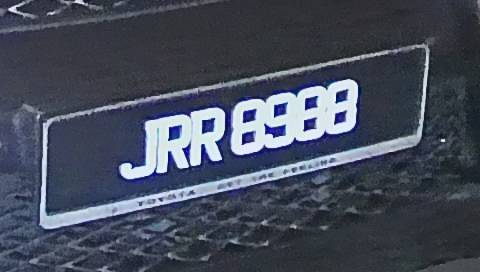 JRR 8988
TOYOTA GET THE FEELING